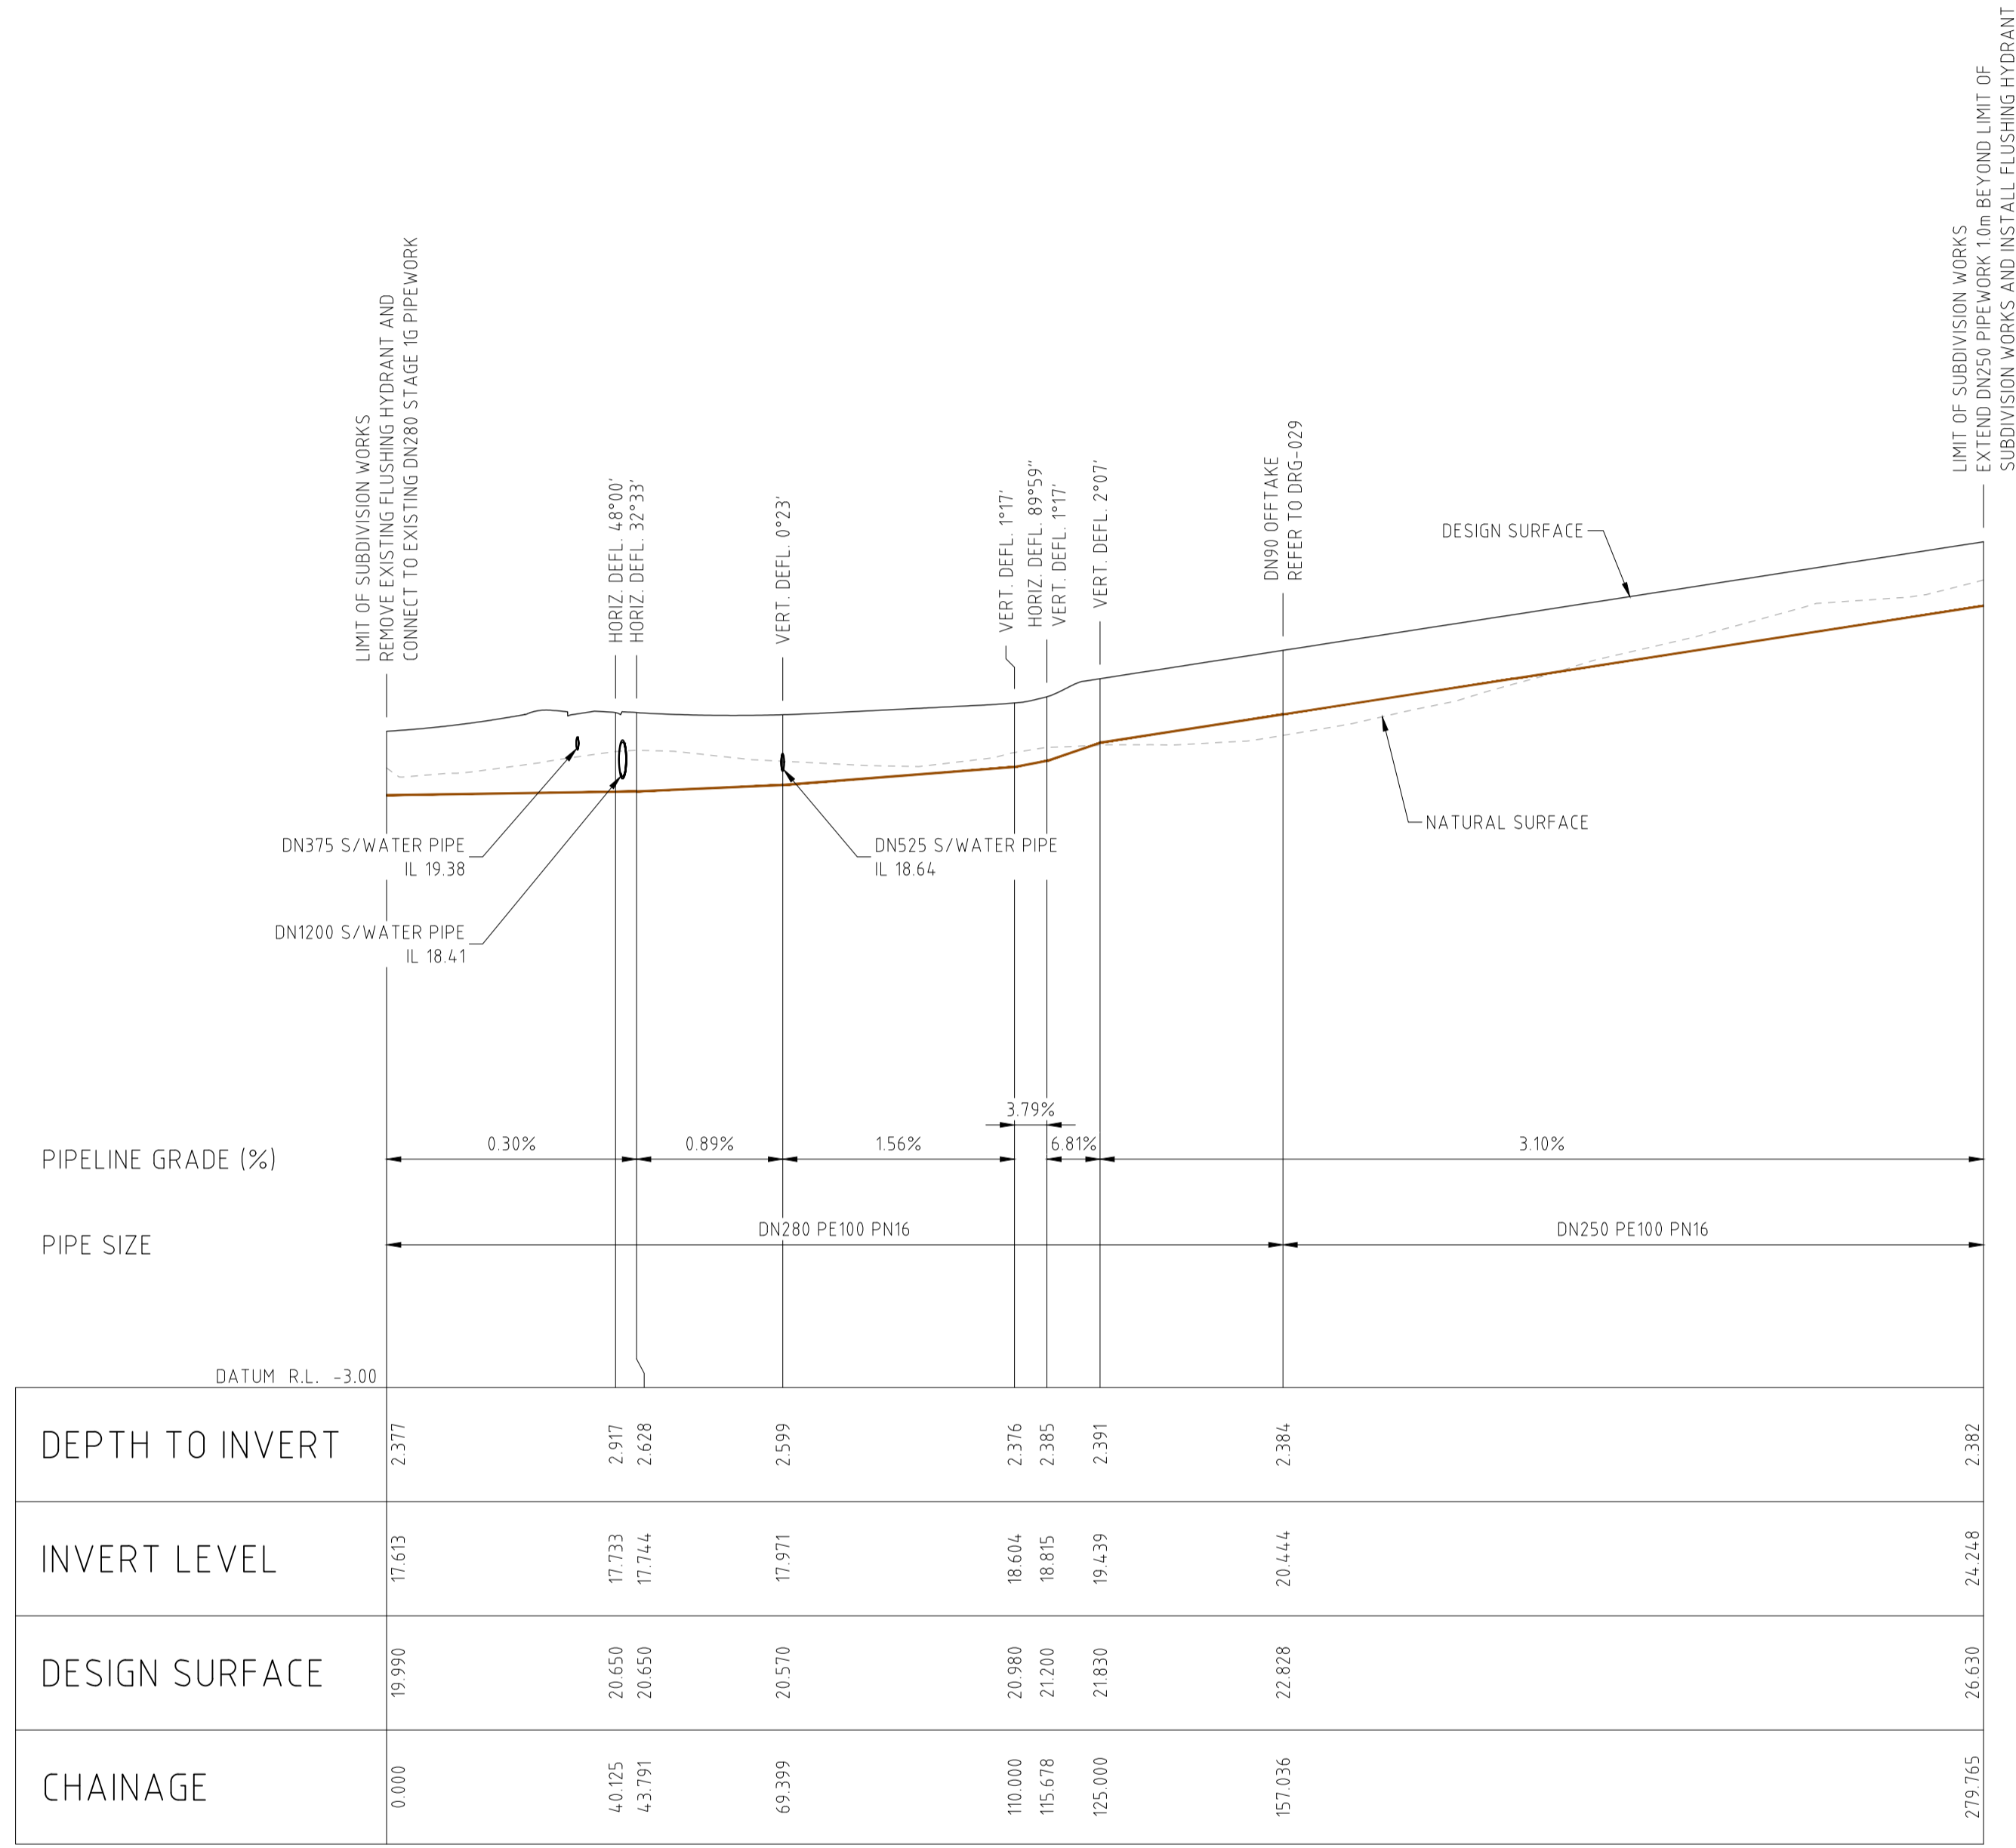 LIMIT OF SUBDIVISION WORKS
REMOVE EXISTING FLUSHING HYDRANT AND
CONNECT TO EXISTING DN280 STAGE 1G PIPEWORK
HORIZ. DEFL. 48°00'
HORIZ. DEFL. 32°33'
VERT. DEFL. 0°23'
VERT. DEFL. 1°17'
HORIZ. DEFL. 89°59"
VERT. DEFL. 1°17'
VERT. DEFL. 2°07'
DN90 OFFTAKE
REFER TO DRG-029
LIMIT OF SUBDIVISION WORKS
EXTEND DN250 PIPEWORK 1.0m BEYOND LIMIT OF
SUBDIVISION WORKS AND INSTALL FLUSHING HYDRANT
DESIGN SURFACE
NATURAL SURFACE
DN375 S/WATER PIPE
IL 19.38
DN525 S/WATER PIPE
IL 18.64
DN1200 S/WATER PIPE
IL 18.41
PIPELINE GRADE (%) 0.30% 0.89% 1.56% 3.79% 6.81% 3.10%
PIPE SIZE DN280 PE100 PN16 DN250 PE100 PN16
DATUM R.L. -3.00
DEPTH TO INVERT 2.377 2.917 2.628 2.599 2.376 2.385 2.391 2.384 2.382
INVERT LEVEL 17.613 17.733 17.744 17.971 18.604 18.815 19.439 20.444 24.248
DESIGN SURFACE 19.990 20.650 20.650 20.570 20.980 21.200 21.830 22.828 26.630
CHAINAGE 0.000 40.125 43.791 69.399 110.000 115.678 125.000 157.036 279.765